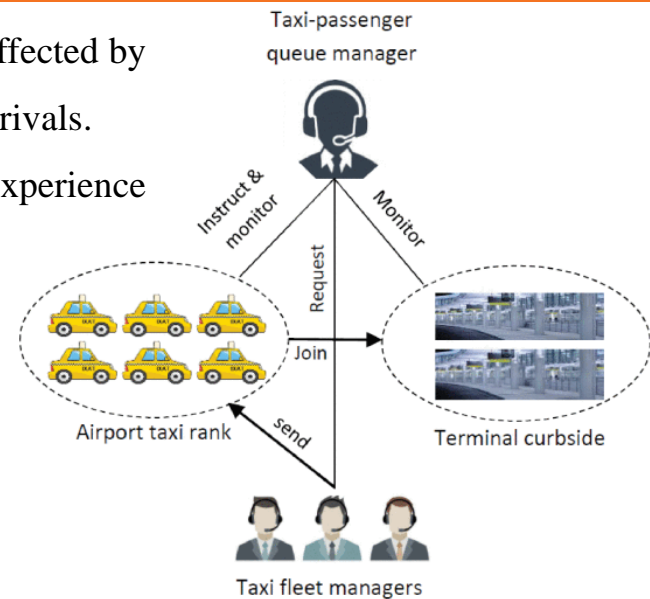 ffected by
rivals.
xperience
Taxi-passenger
queue manager
Instruct &
monitor
Request
Monitor
Join
Airport taxi rank
Terminal curbside
send
Taxi fleet managers